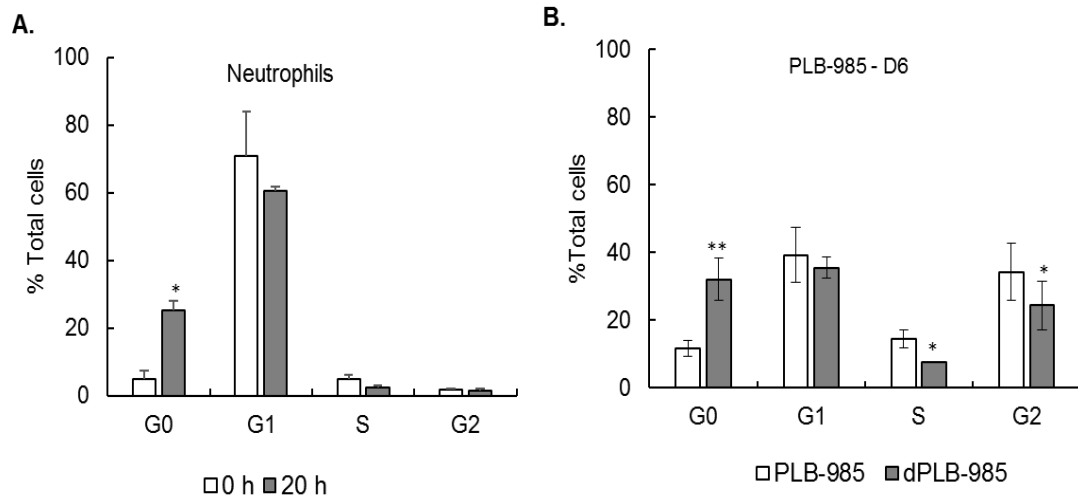 A.
Neutrophils
% Total cells
100
80
60
40
20
0
*
G0 G1 S G2
0 h 20 h
B.
PLB-985 - D6
%Total cells
100
80
60
40
20
0
**
*
*
G0 G1 S G2
PLB-985 dPLB-985